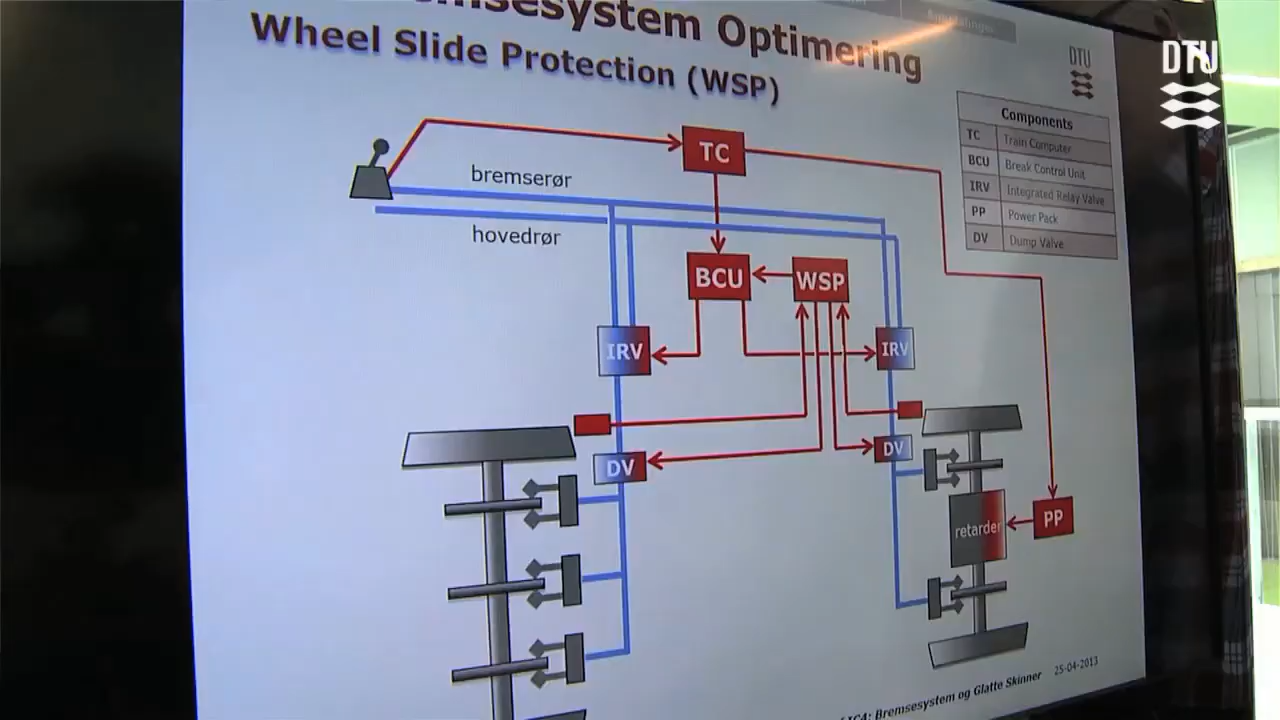 Optimering
Wheel Slide Protection (WSP)
DTU
DTU
Components
TC Train Computer
BCU Break Control Unit
IRV Integrated Relay Valve
PP Power Pack
DV Dump Valve
TC
bremserør
hovedrør
BCU
WSP
IRV
IRV
DV
DV
retarder
PP
IC4: Bremsesystem og Glatte Skinner 25-04-2013